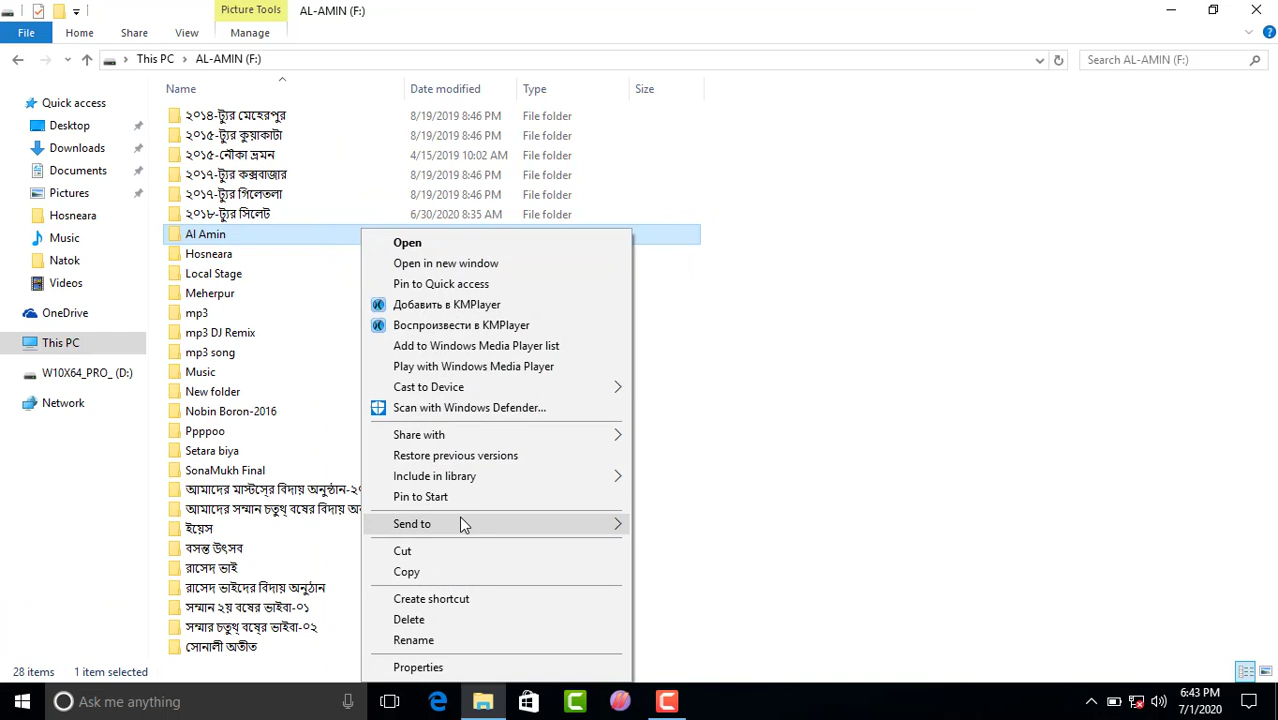 Picture Tools
AL-AMIN (F:)
File
Home
Share
View
Manage
This PC
AL-AMIN (F:)
Search AL-AMIN (F:)
Name
Date modified
Type
Size
Quick access
Desktop
Downloads
Documents
Pictures
Hosneara
Music
Natok
Videos
OneDrive
This PC
W10X64_PRO_ (D:)
Network
২০১৪-ট্যুর মেহেরপুর 8/19/2019 8:46 PM File folder
২০১৫-ট্যুর কুয়াকাটা 8/19/2019 8:46 PM File folder
২০১৫-নৌকা ভ্রমন 4/15/2019 10:02 AM File folder
২০১৭-ট্যুর কক্সবাজার 8/19/2019 8:46 PM File folder
২০১৭-ট্যুর গিলেতলা 8/19/2019 8:46 PM File folder
২০১৮-ট্যুর সিলেট 6/30/2020 8:35 AM File folder
Al Amin
Hosneara
Local Stage
Meherpur
mp3
mp3 DJ Remix
mp3 song
Music
New folder
Nobin Boron-2016
Ppppoo
Setara biya
SonaMukh Final
আমাদের মাস্টসের বিদায় অনুষ্ঠান-২
আমাদের সম্মান চতুথ বষের বিদায়
ইয়েস
বসন্ত উৎসব
রাসেদ ভাই
রাসেদ ভাইদের বিদায় অনুষ্ঠান
সম্মান ২য় বষের ভাইবা-০১
সম্মার চতুথ্ বষে্র ভাইবা-০২
সোনালী অতীত
Open
Open in new window
Pin to Quick access
Добавить в KMPlayer
Воспроизвести в KMPlayer
Add to Windows Media Player list
Play with Windows Media Player
Cast to Device
Scan with Windows Defender...
Share with
Restore previous versions
Include in library
Pin to Start
Send to
Cut
Copy
Create shortcut
Delete
Rename
Properties
28 items 1 item selected
Ask me anything
6:43 PM
7/1/2020